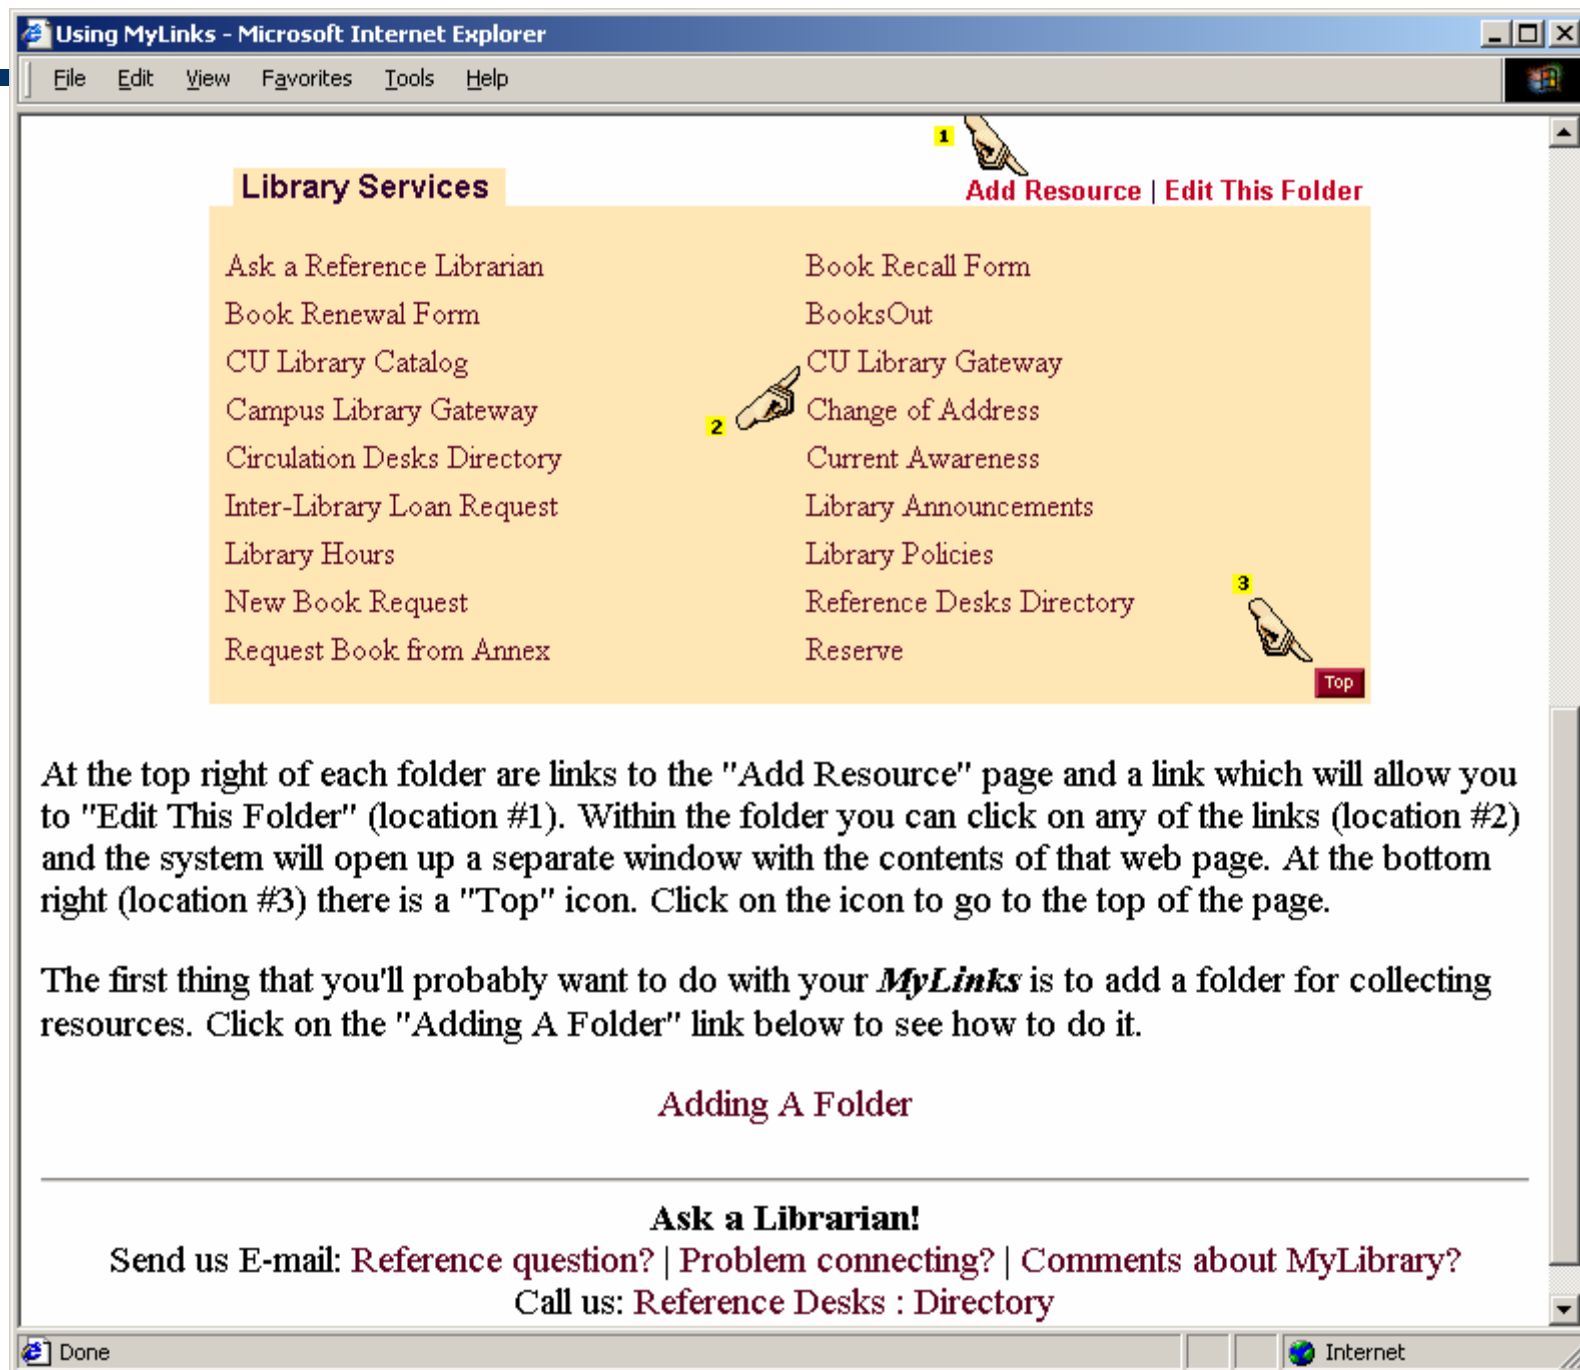 Using MyLinks - Microsoft Internet Explorer
File Edit View Favorites Tools Help
1
Library Services
Add Resource | Edit This Folder
Ask a Reference Librarian Book Recall Form
Book Renewal Form BooksOut
CU Library Catalog CU Library Gateway
Campus Library Gateway 2 Change of Address
Circulation Desks Directory Current Awareness
Inter-Library Loan Request Library Announcements
Library Hours Library Policies
3
New Book Request Reference Desks Directory
Request Book from Annex Reserve
Top
At the top right of each folder are links to the "Add Resource" page and a link which will allow you
to "Edit This Folder" (location #1). Within the folder you can click on any of the links (location #2)
and the system will open up a separate window with the contents of that web page. At the bottom
right (location #3) there is a "Top" icon. Click on the icon to go to the top of the page.
The first thing that you'll probably want to do with your MyLinks is to add a folder for collecting
resources. Click on the "Adding A Folder" link below to see how to do it.
Adding A Folder
Ask a Librarian!
Send us E-mail: Reference question? | Problem connecting? | Comments about MyLibrary?
Call us: Reference Desks : Directory
Done Internet